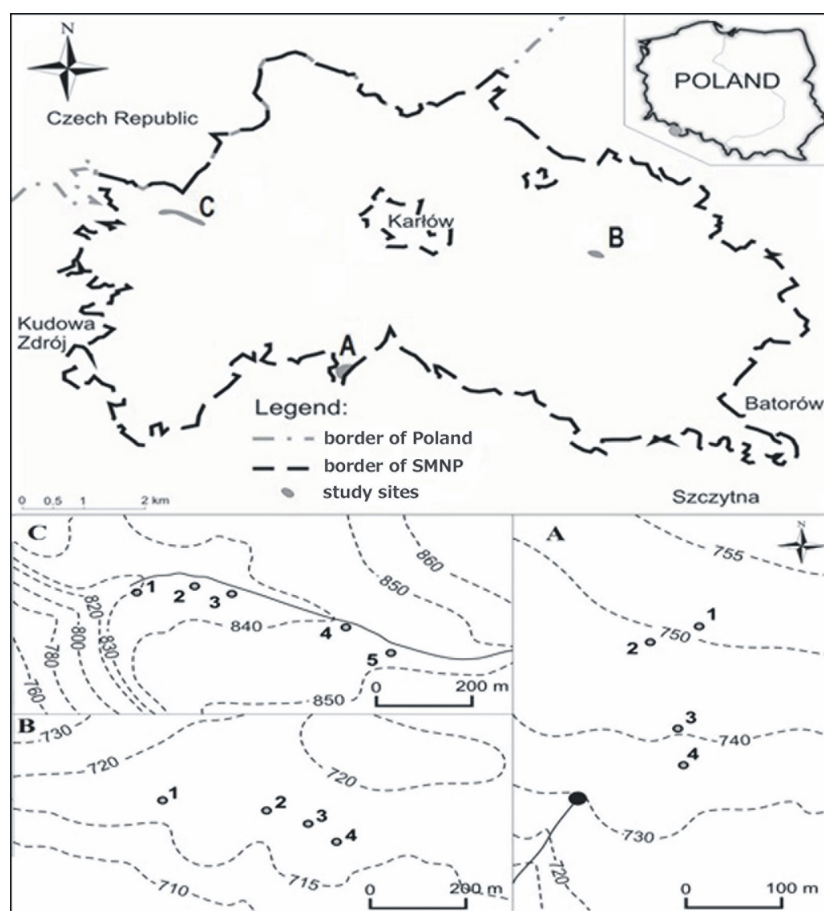 N
POLAND
Czech Republic
C
Karłów
B
Kudowa
Zdrój
A
Legend:
border of Poland
border of SMNP
study sites
Batorów
Szczytna
0 0.5 1 2 km
C
860
850
820
800
830
780
760
1
2
3
840
4
5
850
0 200 m
B
730
720
720
1
2
3
4
710
715
0 200 m
A
N
755
1
750
2
3
740
4
730
720
0 100 m